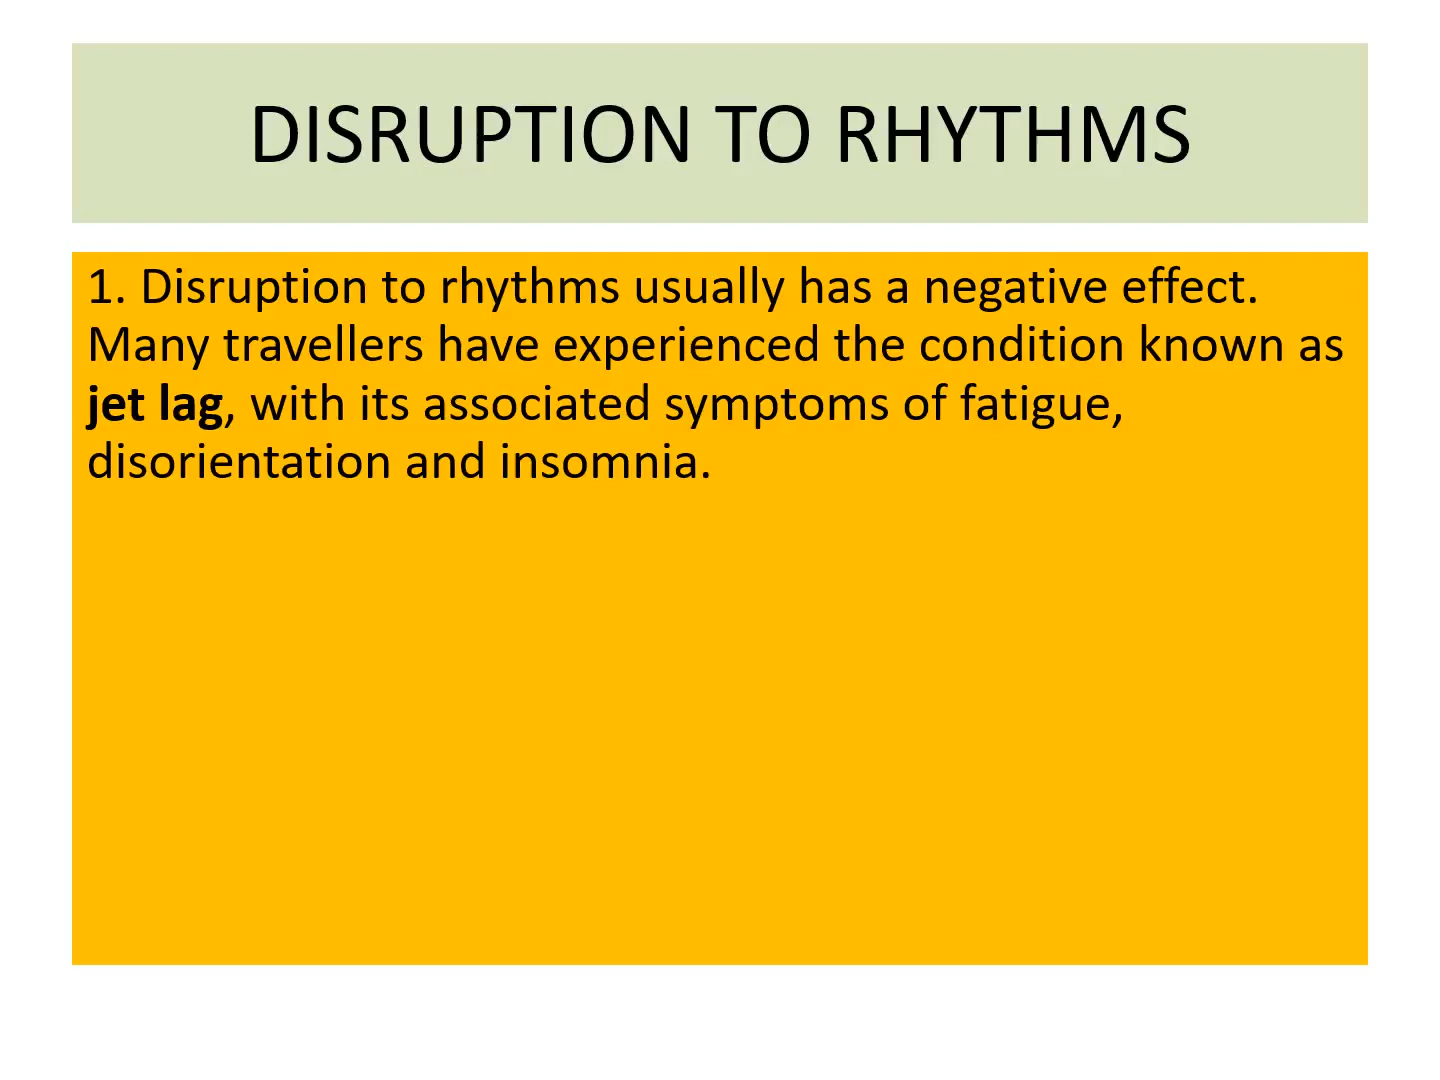 DISRUPTION TO RHYTHMS
1. Disruption to rhythms usually has a negative effect.
Many travellers have experienced the condition known as
jet lag, with its associated symptoms of fatigue,
disorientation and insomnia.